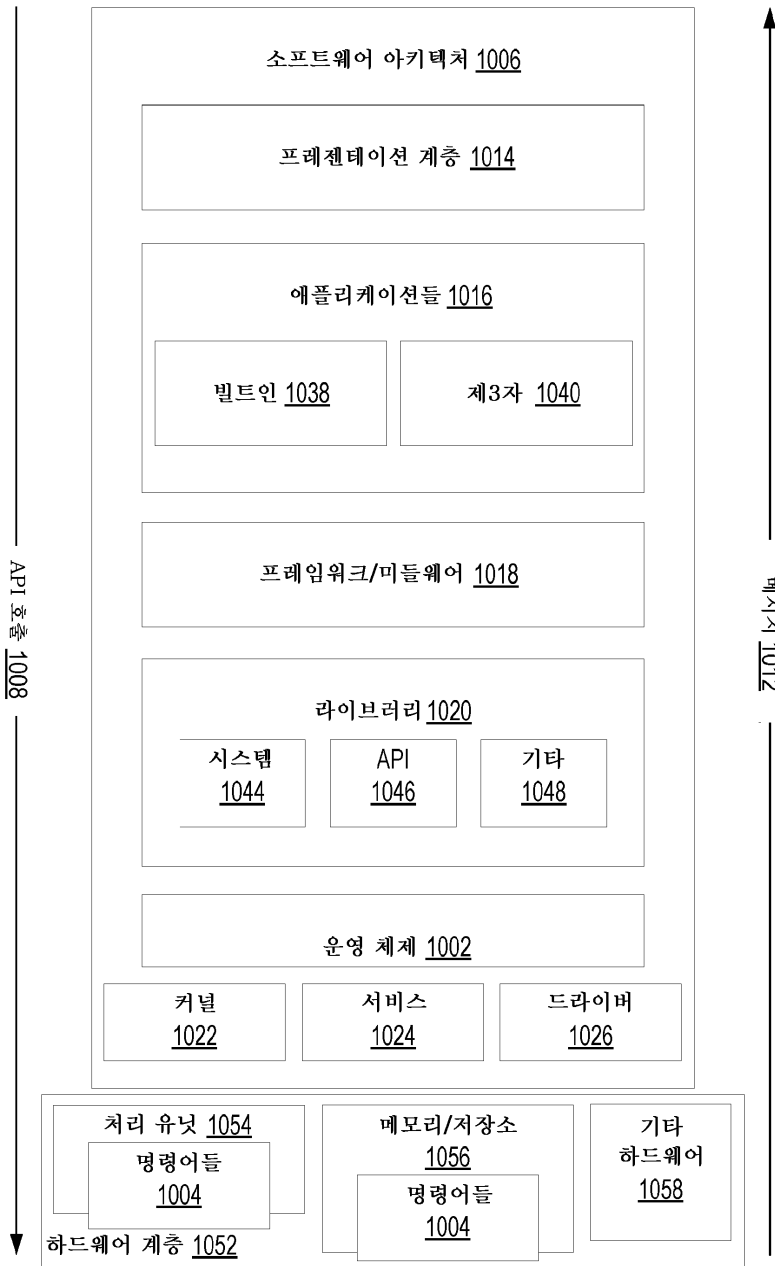 소프트웨어 아키텍처 1006
프레젠테이션 계층 1014
애플리케이션들 1016
빌트인 1038
제3자 1040
프레임워크/미들웨어 1018
라이브러리 1020
시스템
1044
API
1046
기타
1048
운영 체제 1002
커널
1022
서비스
1024
드라이버
1026
처리 유닛 1054
명령어들
1004
메모리/저장소
1056
명령어들
1004
기타
하드웨어
1058
하드웨어 계층 1052
API 호출 1008
메시지 1012